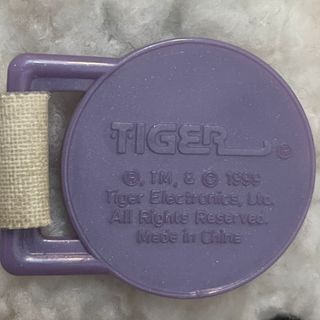 TIGER ®
®, TM, & © 1999
Tiger Electronics, Ltd.
All Rights Reserved.
Made in China